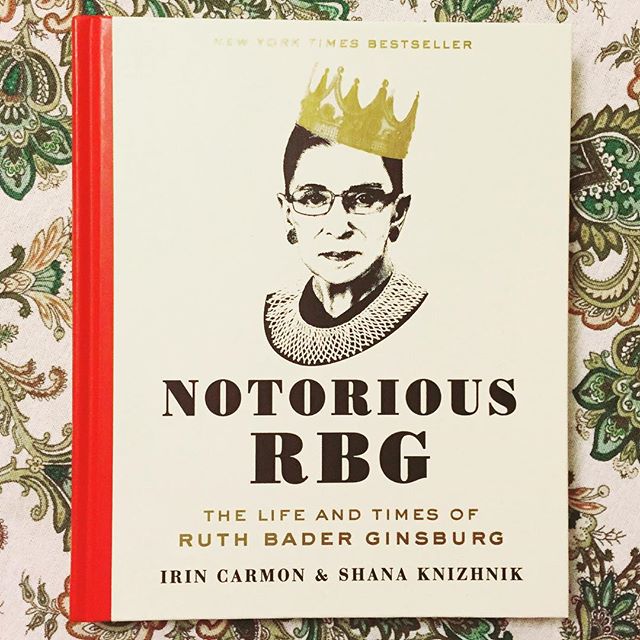 NEW YORK TIMES BESTSELLER
NOTORIOUS
RBG
THE LIFE AND TIMES OF
RUTH BADER GINSBURG
IRIN CARMON & SHANA KNIZHNIK